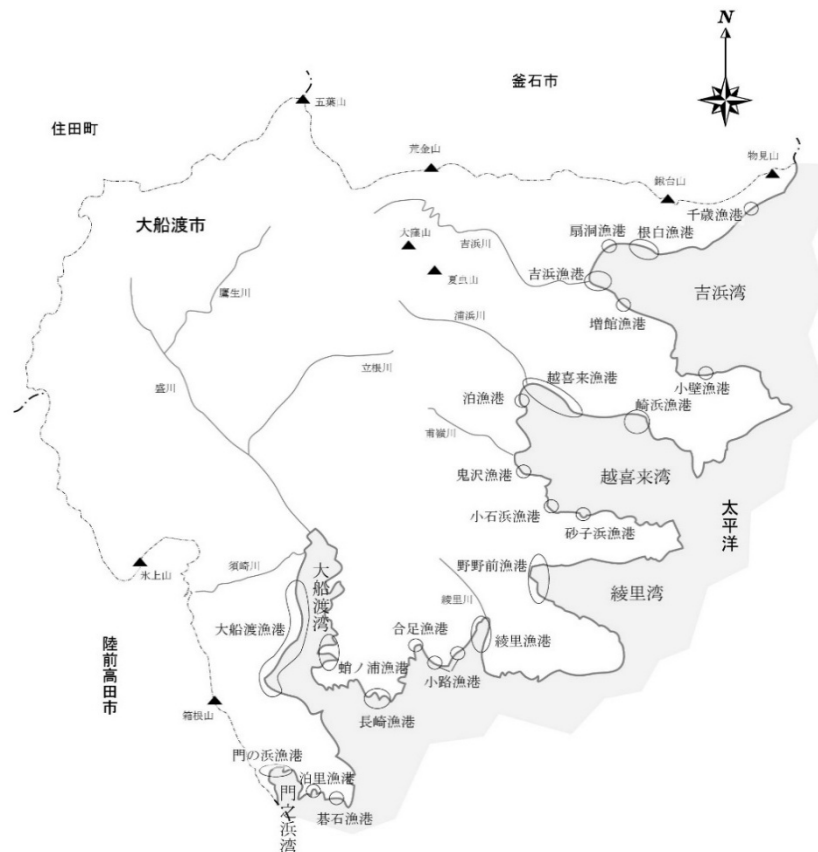 N
釜石市
五葉山
住田町
荒金山
物見山
鍬台山
千歳漁港
大船渡市
大窪山
吉浜川
扇洞漁港
根白漁港
夏虫山
吉浜漁港
吉浜湾
鷹生川
増館漁港
浦浜川
盛川
立根川
越喜来漁港
小壁漁港
泊漁港
崎浜漁港
甫嶺川
鬼沢漁港
越喜来湾
小石浜漁港
砂子浜漁港
太平洋
氷上山
須崎川
大船渡湾
野野前漁港
綾里湾
綾里川
大船渡漁港
合足漁港
綾里漁港
蛸ノ浦漁港
小路漁港
陸前高田市
箱根山
長崎漁港
門の浜漁港
泊里漁港
門之浜湾
碁石漁港